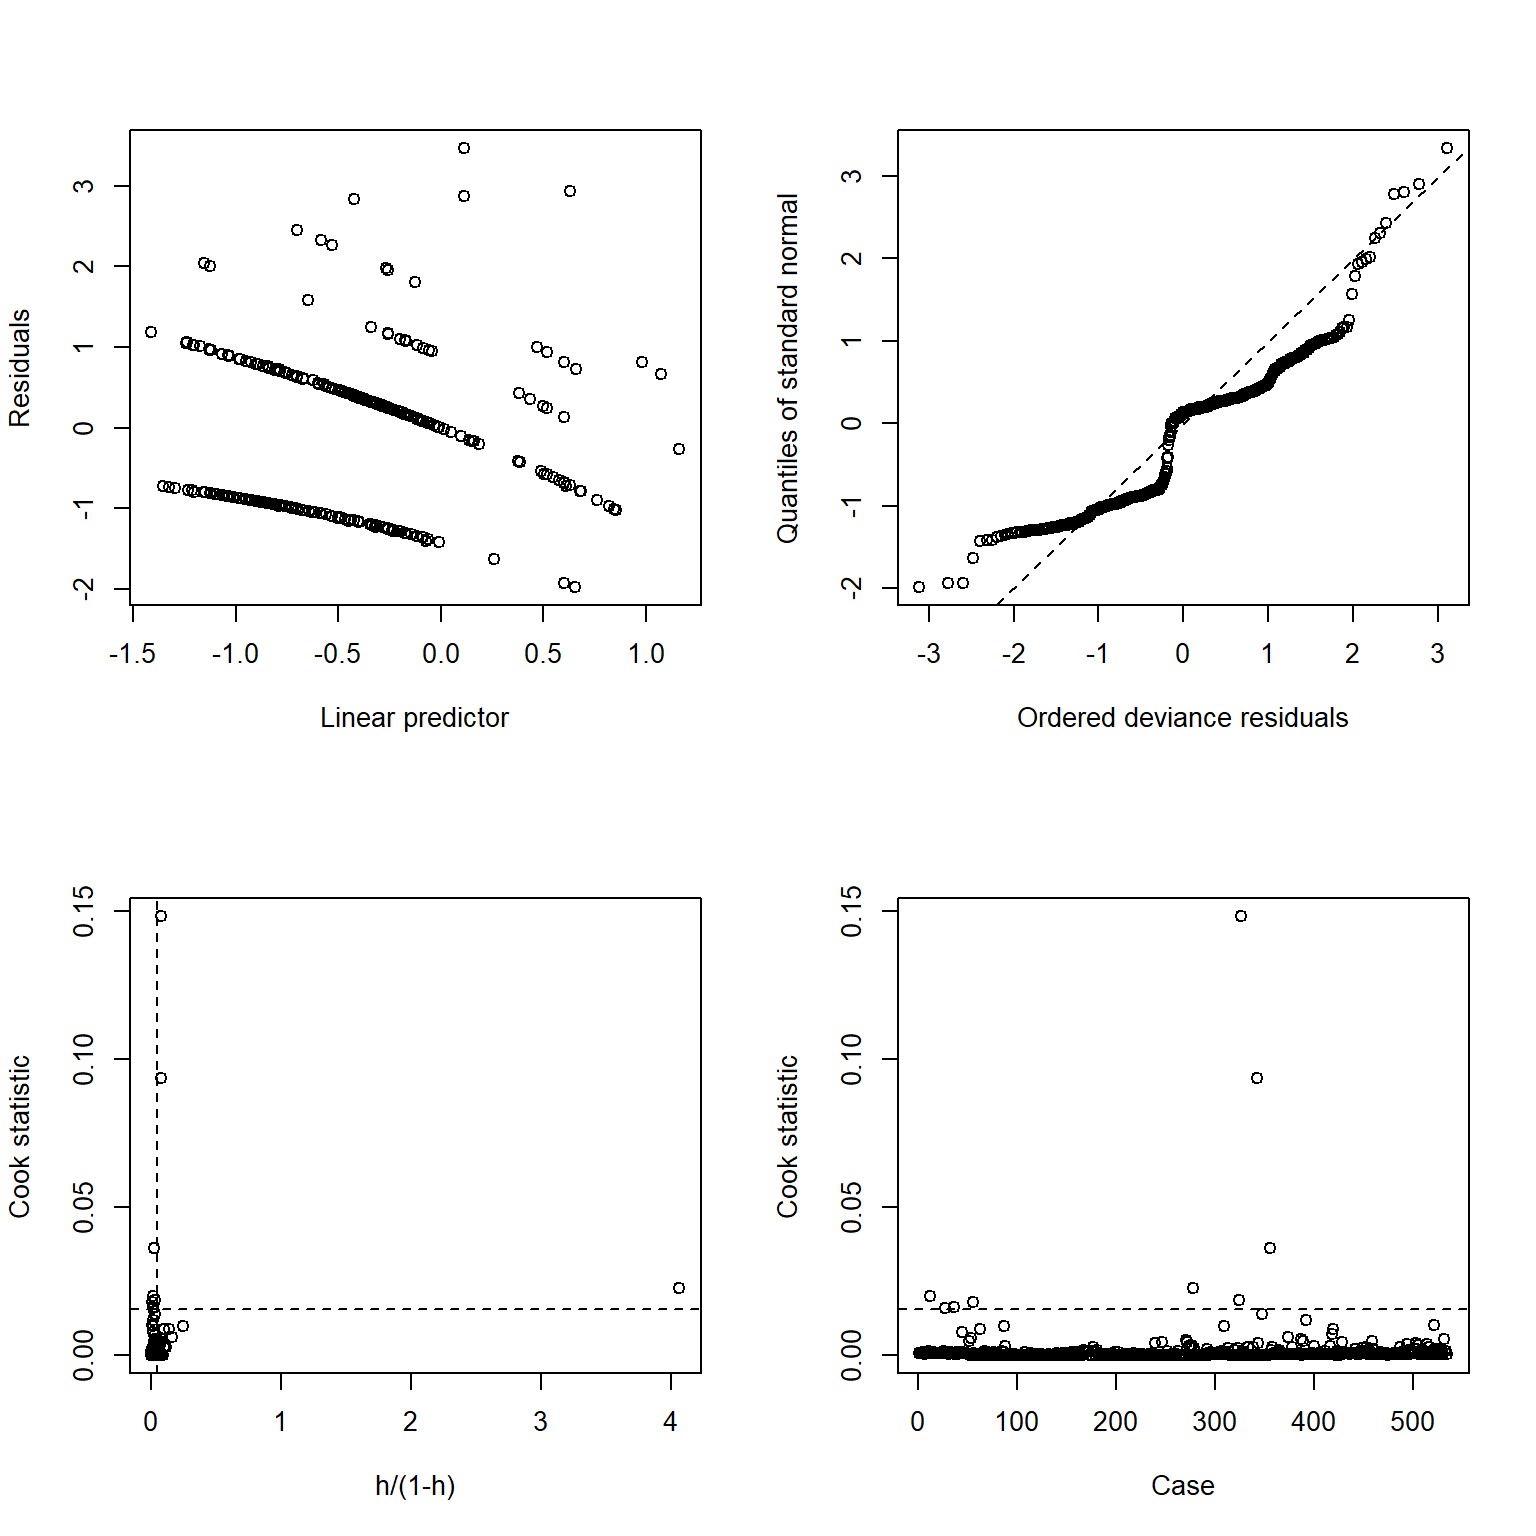 3
2
1
0
-1
-2
Residuals
-1.5 -1.0 -0.5 0.0 0.5 1.0
Linear predictor
3
2
1
0
-1
-2
Quantiles of standard normal
-3 -2 -1 0 1 2 3
Ordered deviance residuals
0.15
0.10
0.05
0.00
Cook statistic
0 1 2 3 4
h/(1-h)
0.15
0.10
0.05
0.00
Cook statistic
0 100 200 300 400 500
Case